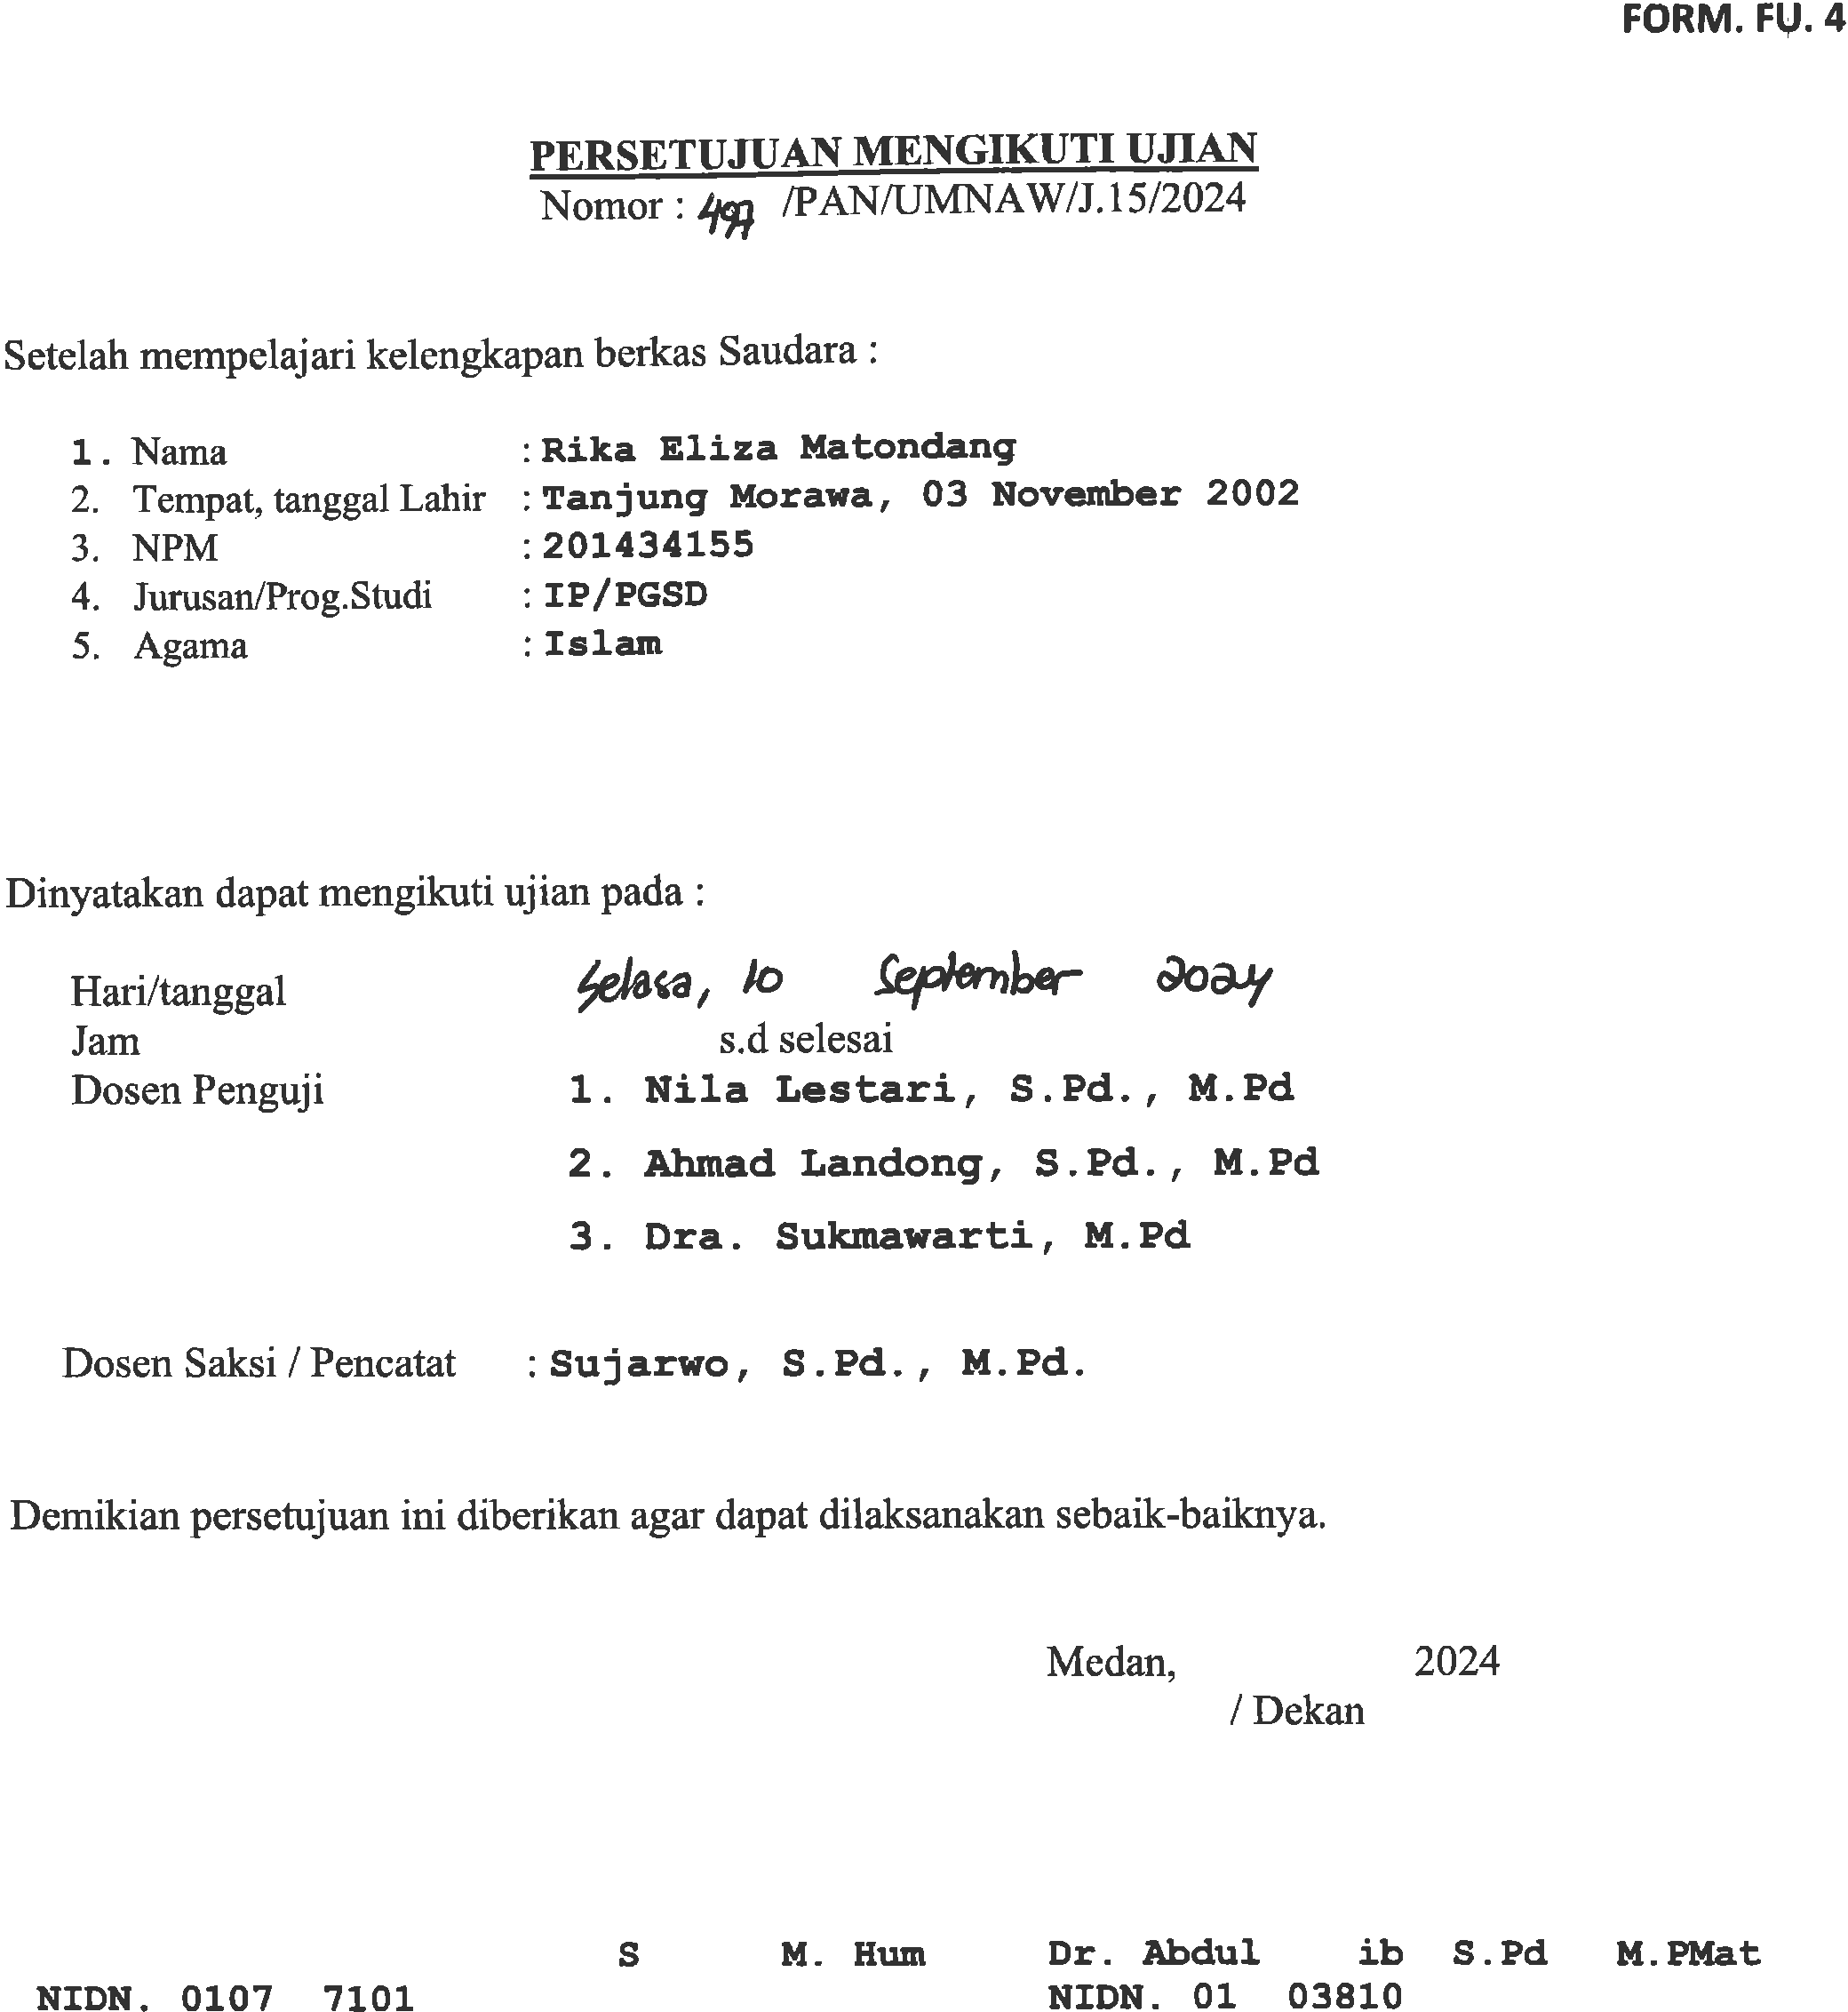 FORM. FU. 4
PERSETUJUAN MENGIKUTI UJIAN
Nomor : 497 /PAN/UMNAW/J.15/2024
Setelah mempelajari kelengkapan berkas Saudara :
1. Nama : Rika Eliza Matondang
2. Tempat, tanggal Lahir : Tanjung Morawa, 03 November 2002
3. NPM : 201434155
4. Jurusan/Prog.Studi : IP/PGSD
5. Agama : Islam
Dinyatakan dapat mengikuti ujian pada :
Hari/tanggal Selasa, 10 September 2024
Jam s.d selesai
Dosen Penguji 1. Nila Lestari, S.Pd., M.Pd
2. Ahmad Landong, S.Pd., M.Pd
3. Dra. Sukmawarti, M.Pd
Dosen Saksi / Pencatat : Sujarwo, S.Pd., M.Pd.
Demikian persetujuan ini diberikan agar dapat dilaksanakan sebaik-baiknya.
Medan, 2024
/ Dekan
S M. Hum Dr. Abdul ib S.Pd M.PMat
NIDN. 0107 7101 NIDN. 01 03810